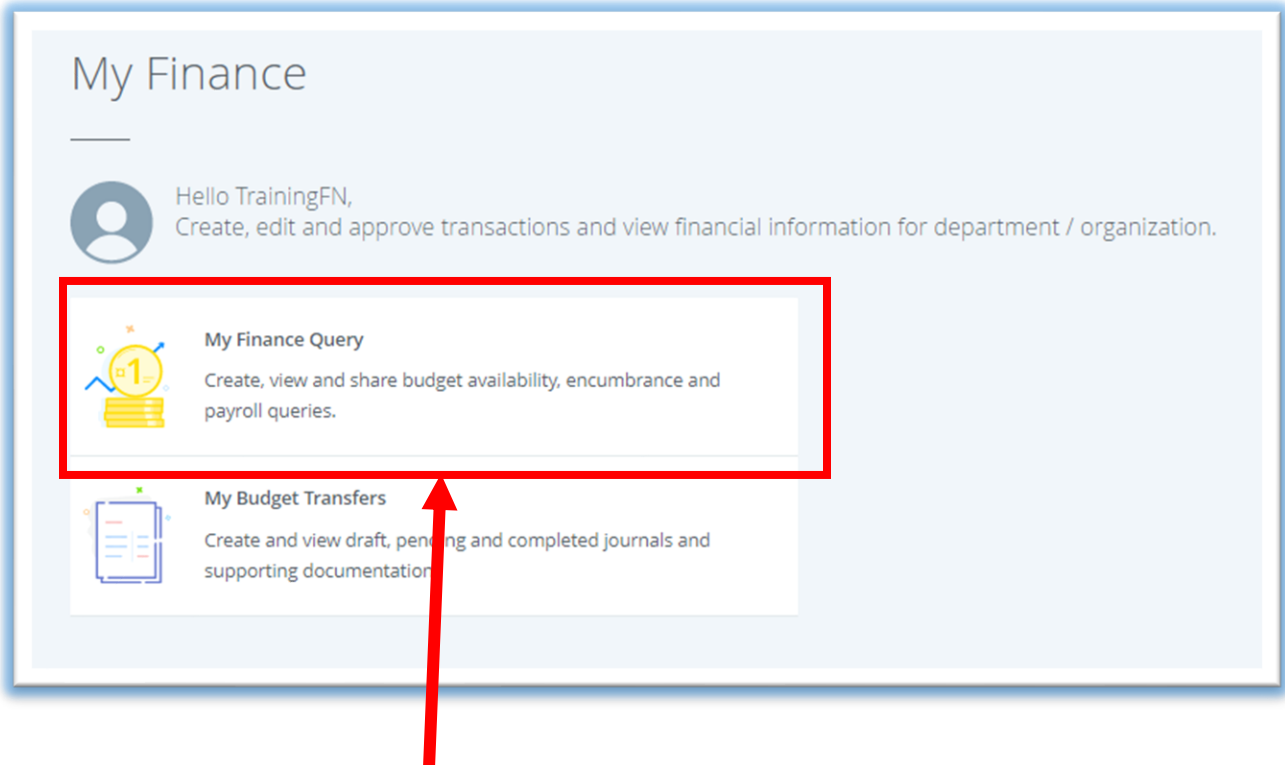 My Finance
Hello TrainingFN,
Create, edit and approve transactions and view financial information for department / organization.
1
My Finance Query
Create, view and share budget availability, encumbrance and
payroll queries.
My Budget Transfers
Create and view draft, pending and completed journals and
supporting documentation